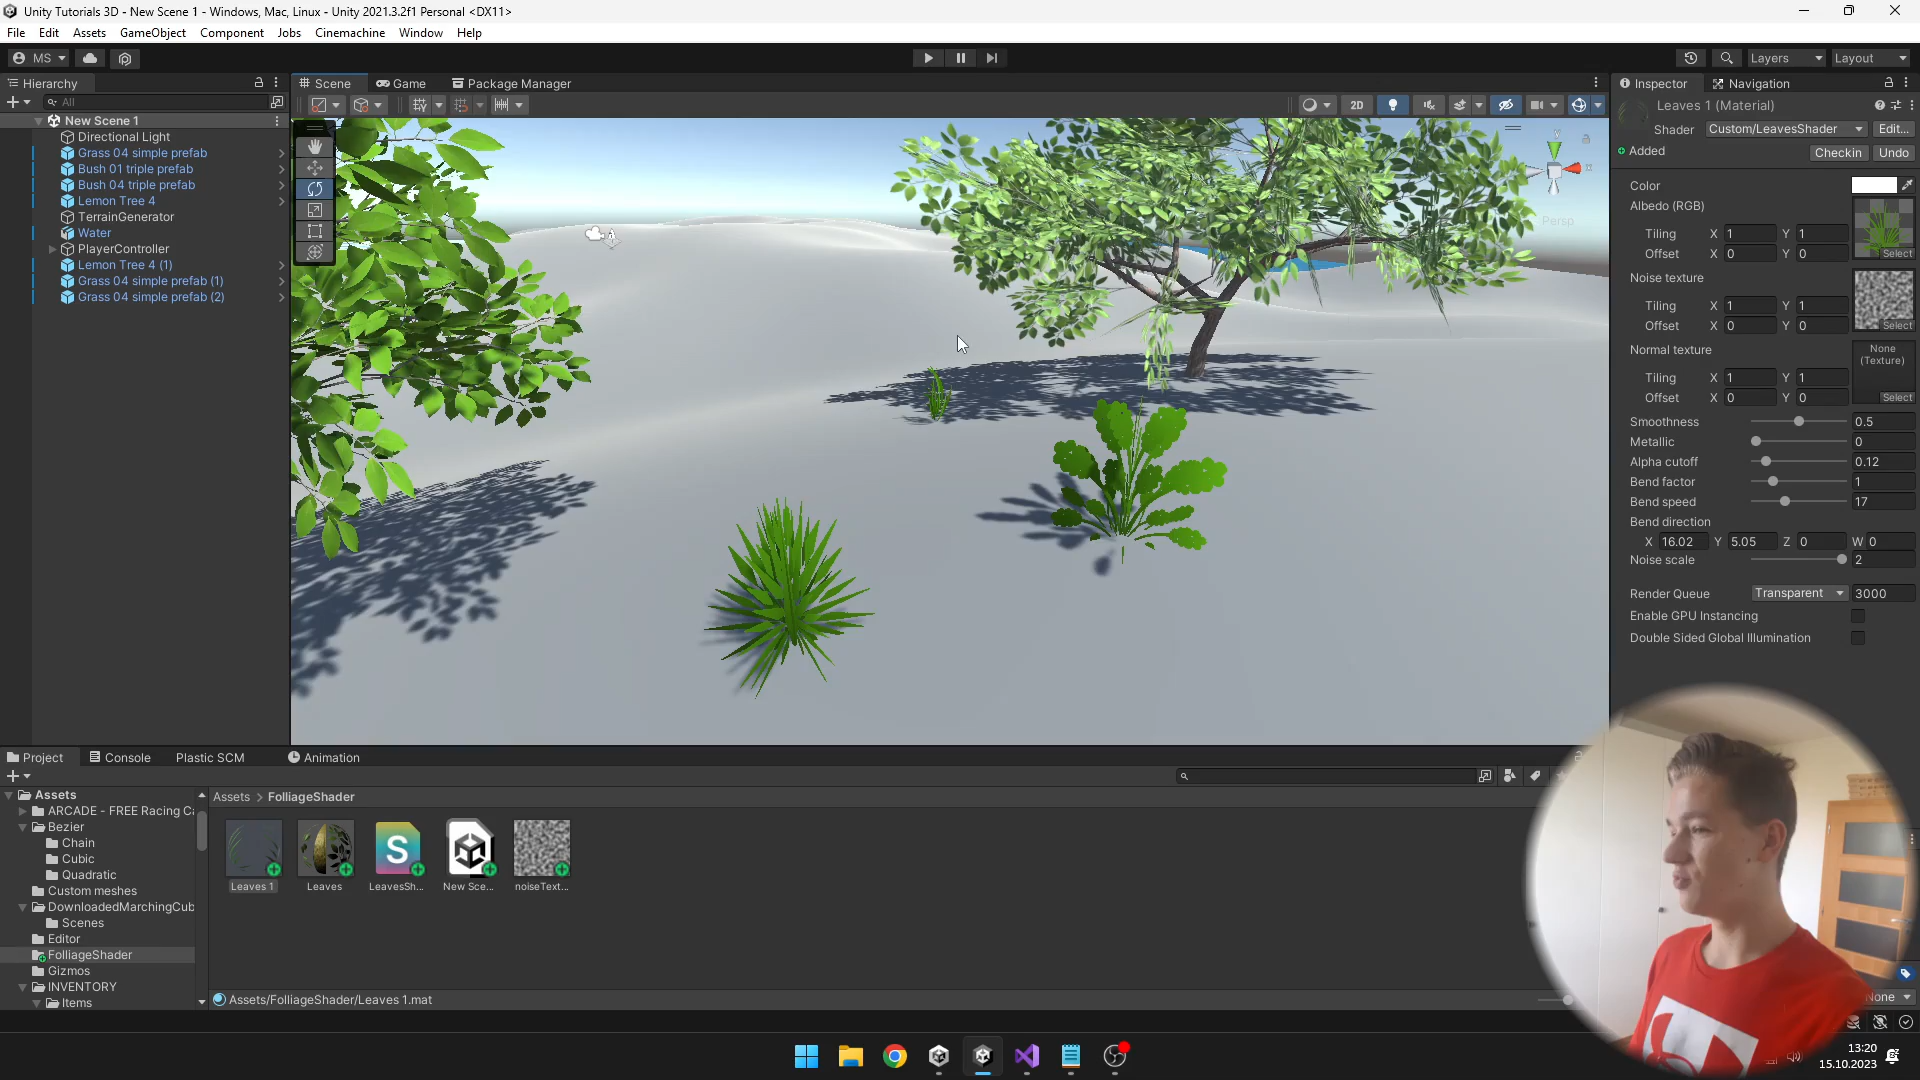 Unity Tutorials 3D - New Scene 1 - Windows, Mac, Linux - Unity 2021.3.2f1 Personal <DX11>
File Edit Assets GameObject Component Jobs Cinemachine Window Help
MS
Layers Layout
Hierarchy
Scene Game Package Manager
Inspector Navigation
All
2D
New Scene 1
Directional Light
Grass 04 simple prefab
Bush 01 triple prefab
Bush 04 triple prefab
Lemon Tree 4
TerrainGenerator
Water
PlayerController
Lemon Tree 4 (1)
Grass 04 simple prefab (1)
Grass 04 simple prefab (2)
Persp
Leaves 1 (Material)
Shader Custom/LeavesShader Edit...
Added Checkin Undo
Color
Albedo (RGB)
Tiling X 1 Y 1
Offset X 0 Y 0 Select
Noise texture
Tiling X 1 Y 1
Offset X 0 Y 0 Select
Normal texture None (Texture)
Tiling X 1 Y 1
Offset X 0 Y 0 Select
Smoothness 0.5
Metallic 0
Alpha cutoff 0.12
Bend factor 1
Bend speed 17
Bend direction
X 16.02 Y 5.05 Z 0 W 0
Noise scale 2
Render Queue Transparent 3000
Enable GPU Instancing
Double Sided Global Illumination
Project Console Plastic SCM Animation
Assets
ARCADE - FREE Racing Ca
Bezier
Chain
Cubic
Quadratic
Custom meshes
DownloadedMarchingCub
Scenes
Editor
FolliageShader
Gizmos
INVENTORY
Items
Assets > FolliageShader
Leaves 1 Leaves LeavesSh... New Sce... noiseText...
Assets/FolliageShader/Leaves 1.mat
None
13:20
15.10.2023